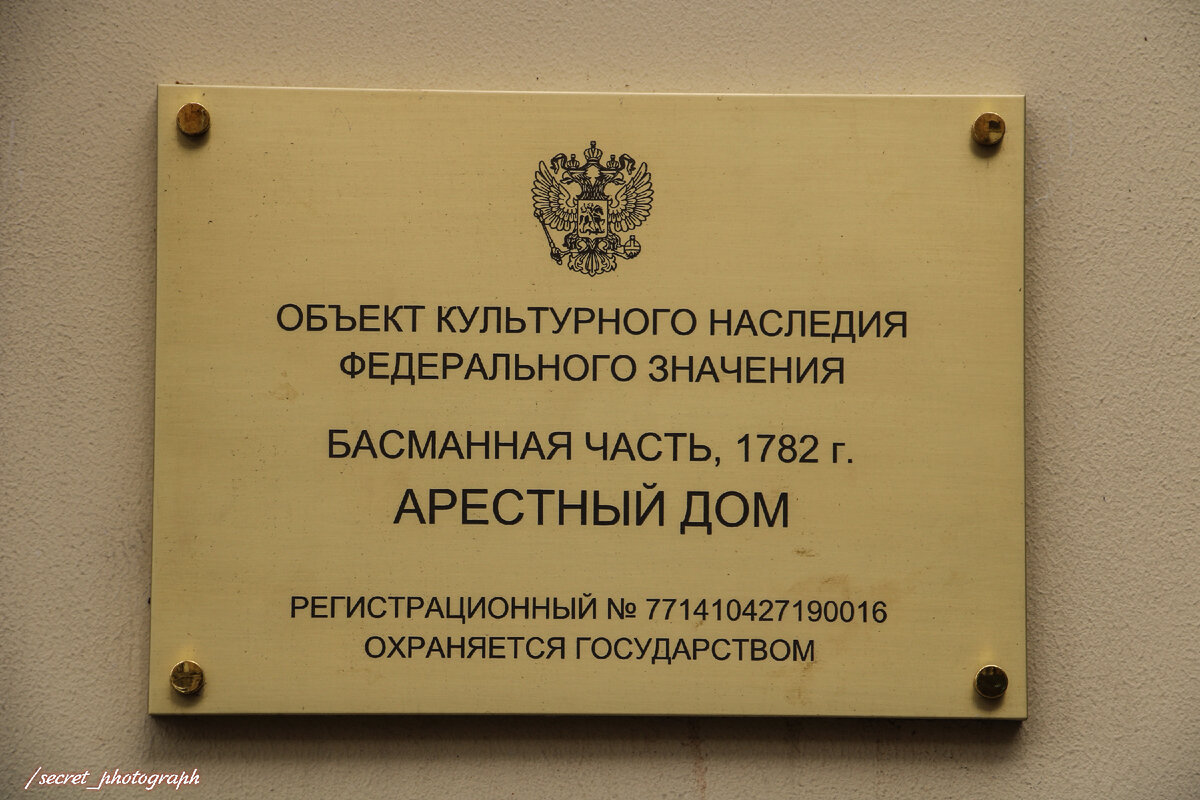 ОБЪЕКТ КУЛЬТУРНОГО НАСЛЕДИЯ
ФЕДЕРАЛЬНОГО ЗНАЧЕНИЯ
БАСМАННАЯ ЧАСТЬ, 1782 г.
АРЕСТНЫЙ ДОМ
РЕГИСТРАЦИОННЫЙ № 771410427190016
ОХРАНЯЕТСЯ ГОСУДАРСТВОМ
/secret_photograph